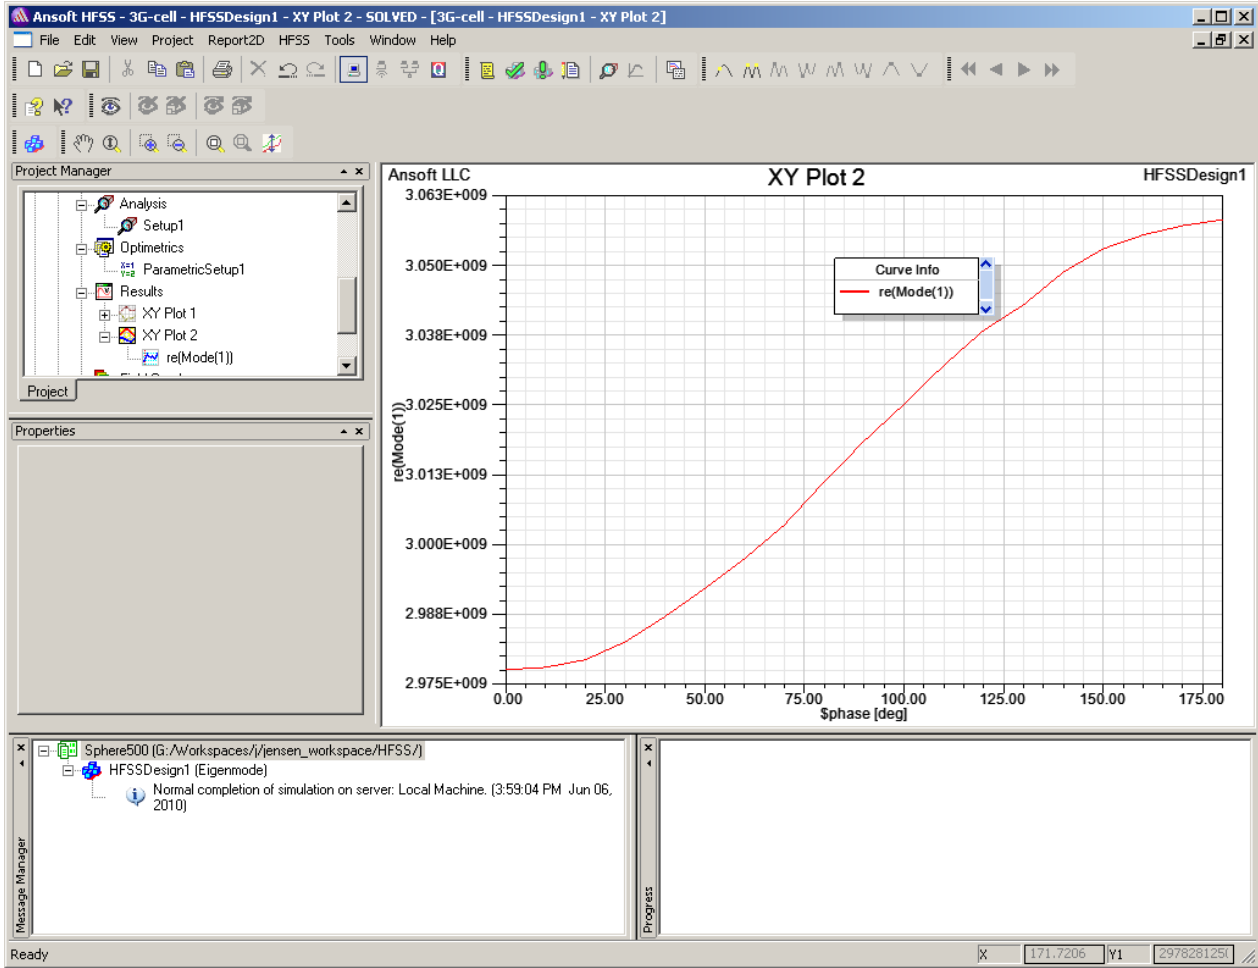 Ansoft HFSS - 3G-cell - HFSSDesign1 - XY Plot 2 - SOLVED - [3G-cell - HFSSDesign1 - XY Plot 2]
File Edit View Project Report2D HFSS Tools Window Help
Project Manager
Analysis
Setup1
Optimetrics
ParametricSetup1
Results
XY Plot 1
XY Plot 2
re(Mode(1))
Project
Properties
Ansoft LLC
XY Plot 2
HFSSDesign1
3.063E+009
3.050E+009
3.038E+009
3.025E+009
3.013E+009
3.000E+009
2.988E+009
2.975E+009
re(Mode(1))
Curve Info
re(Mode(1))
0.00 25.00 50.00 75.00 100.00 125.00 150.00 175.00
$phase [deg]
Sphere500 (G:/Workspaces/j/jensen_workspace/HFSS/)
HFSSDesign1 (Eigenmode)
Normal completion of simulation on server: Local Machine. (3:59:04 PM Jun 06,
2010)
Message Manager
Progress
Ready
X 171.7206 Y1